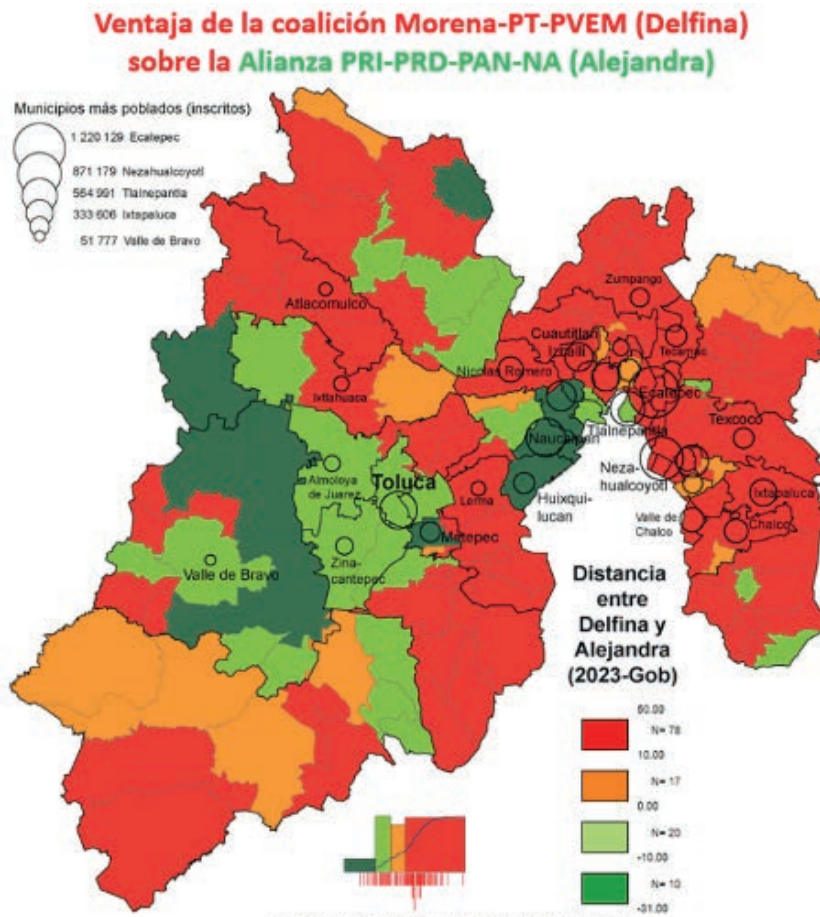 Ventaja de la coalición Morena-PT-PVEM (Delfina)
sobre la Alianza PRI-PRD-PAN-NA (Alejandra)
Municipios más poblados (inscritos)
1 220 129 Ecatepec
871 179 Nezahualcoyotl
564 991 Tlalnepantla
333 606 Ixtapaluca
51 777 Valle de Bravo
Zumpango
Atlacomulco
Cuautitlan
Izcalli
Tecamac
Nicolas Romero
Ecatepec
Ixtlahuaca
Texcoco
Tlalnepantla
Naucalpan
Toluca
Neza-
hualcoyotl
Almoloya
de Juarez
Lerma
Huixqui-
lucan
Ixtapaluca
Valle de
Chalco
Chalco
Metepec
Zina-
cantepec
Valle de Bravo
Distancia
entre
Delfina y
Alejandra
(2023-Gob)
60.00
N= 78
10.00
N= 17
0.00
N= 20
-10.00
N= 10
-31.00